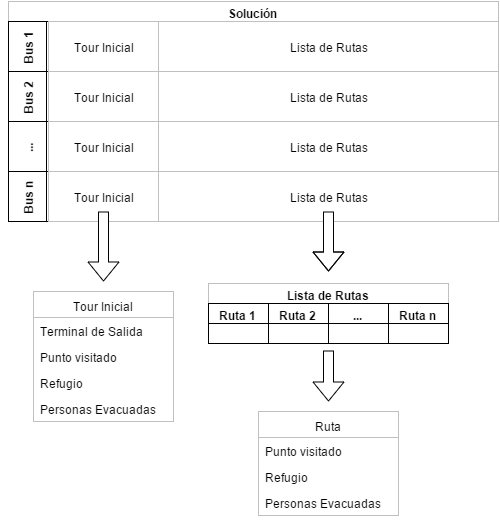 Solución
Bus 1 Tour Inicial Lista de Rutas
Bus 2 Tour Inicial Lista de Rutas
... Tour Inicial Lista de Rutas
Bus n Tour Inicial Lista de Rutas
Tour Inicial
Terminal de Salida
Punto visitado
Refugio
Personas Evacuadas
Lista de Rutas
Ruta 1 Ruta 2 ... Ruta n
Ruta
Punto visitado
Refugio
Personas Evacuadas